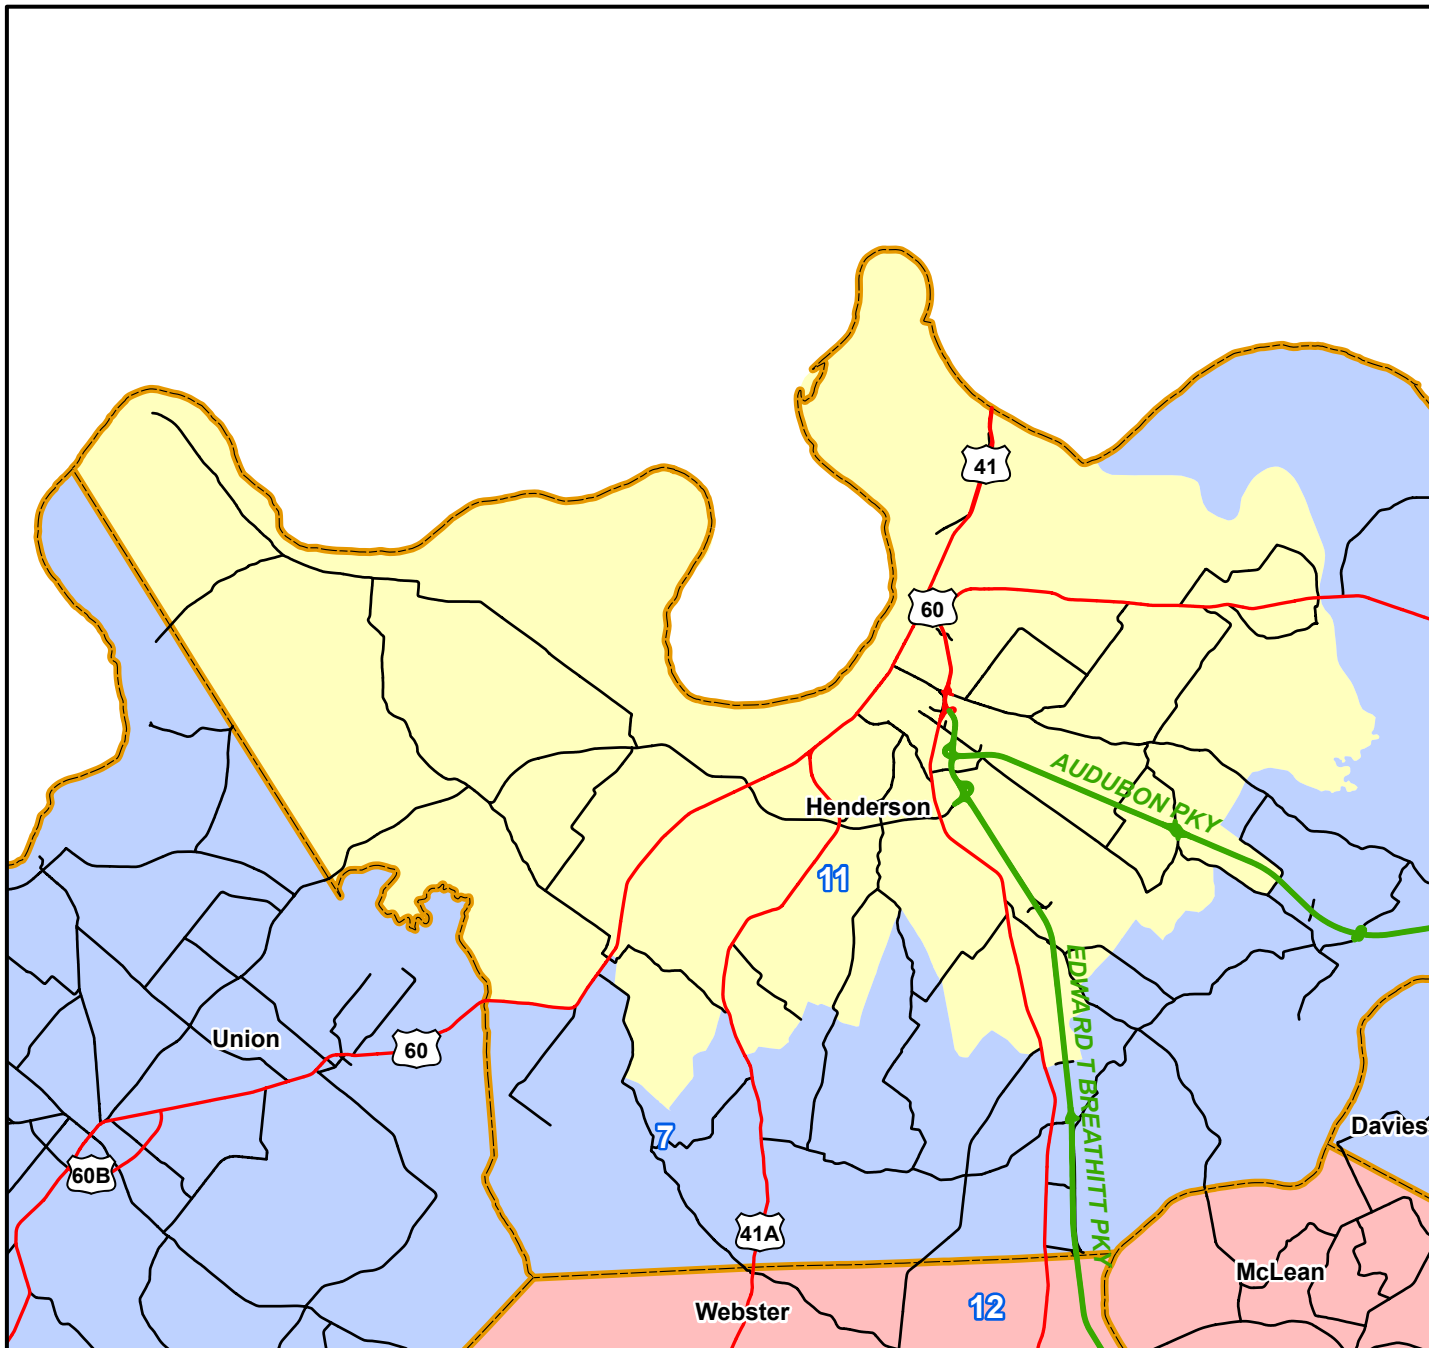 41
60
AUDUBON PKY
Henderson
11
EDWARD T BREATHITT PKY
Union
60
7
Davies
60B
41A
McLean
Webster
12